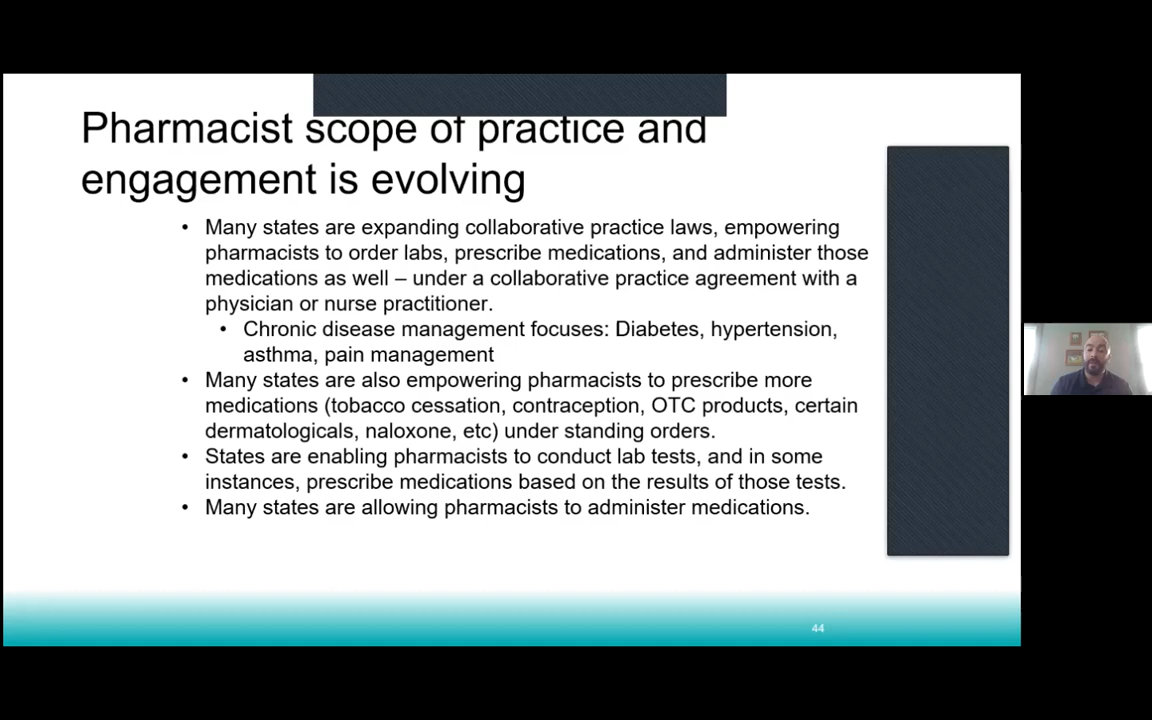 Pharmacist scope of practice and
engagement is evolving
• Many states are expanding collaborative practice laws, empowering
pharmacists to order labs, prescribe medications, and administer those
medications as well – under a collaborative practice agreement with a
physician or nurse practitioner.
• Chronic disease management focuses: Diabetes, hypertension,
asthma, pain management
• Many states are also empowering pharmacists to prescribe more
medications (tobacco cessation, contraception, OTC products, certain
dermatologicals, naloxone, etc) under standing orders.
• States are enabling pharmacists to conduct lab tests, and in some
instances, prescribe medications based on the results of those tests.
• Many states are allowing pharmacists to administer medications.
44